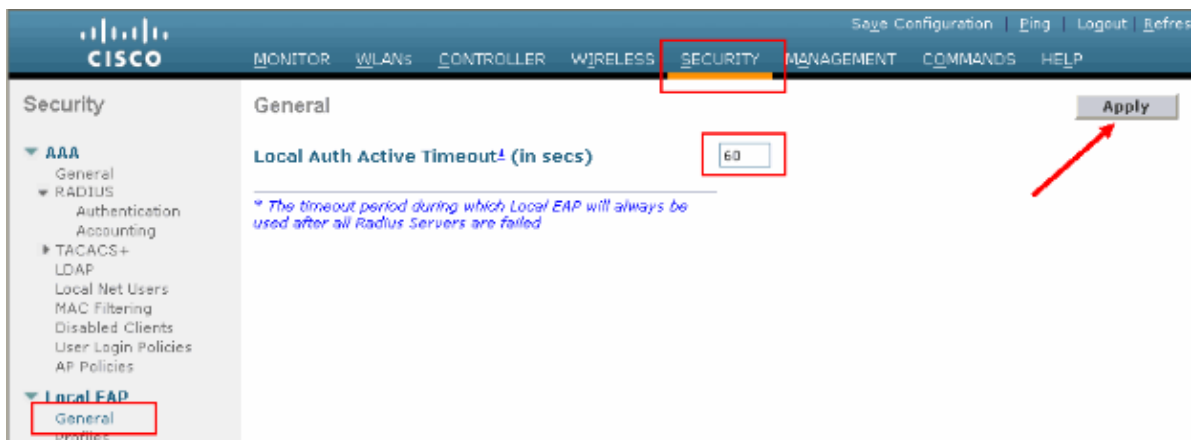 Save Configuration | Ping | Logout | Refres
CISCO
MONITOR WLANs CONTROLLER WIRELESS SECURITY MANAGEMENT COMMANDS HELP
Security
AAA
General
RADIUS
Authentication
Accounting
TACACS+
LDAP
Local Net Users
MAC Filtering
Disabled Clients
User Login Policies
AP Policies
Local EAP
General
Profiles
General
Apply
Local Auth Active Timeout¹ (in secs) 60
* The timeout period during which Local EAP will always be
used after all Radius Servers are failed